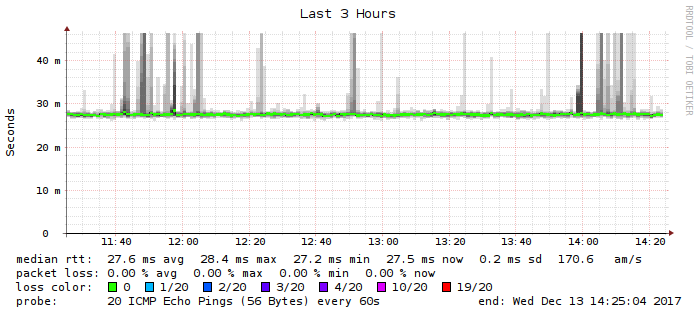 Last 3 Hours
RRDTOOL / TOBI OETIKER
Seconds
40 m
30 m
20 m
10 m
0
11:40 12:00 12:20 12:40 13:00 13:20 13:40 14:00 14:20
median rtt: 27.6 ms avg 28.4 ms max 27.2 ms min 27.5 ms now 0.2 ms sd 170.6 am/s
packet loss: 0.00 % avg 0.00 % max 0.00 % min 0.00 % now
loss color: 0 1/20 2/20 3/20 4/20 10/20 19/20
probe: 20 ICMP Echo Pings (56 Bytes) every 60s end: Wed Dec 13 14:25:04 2017